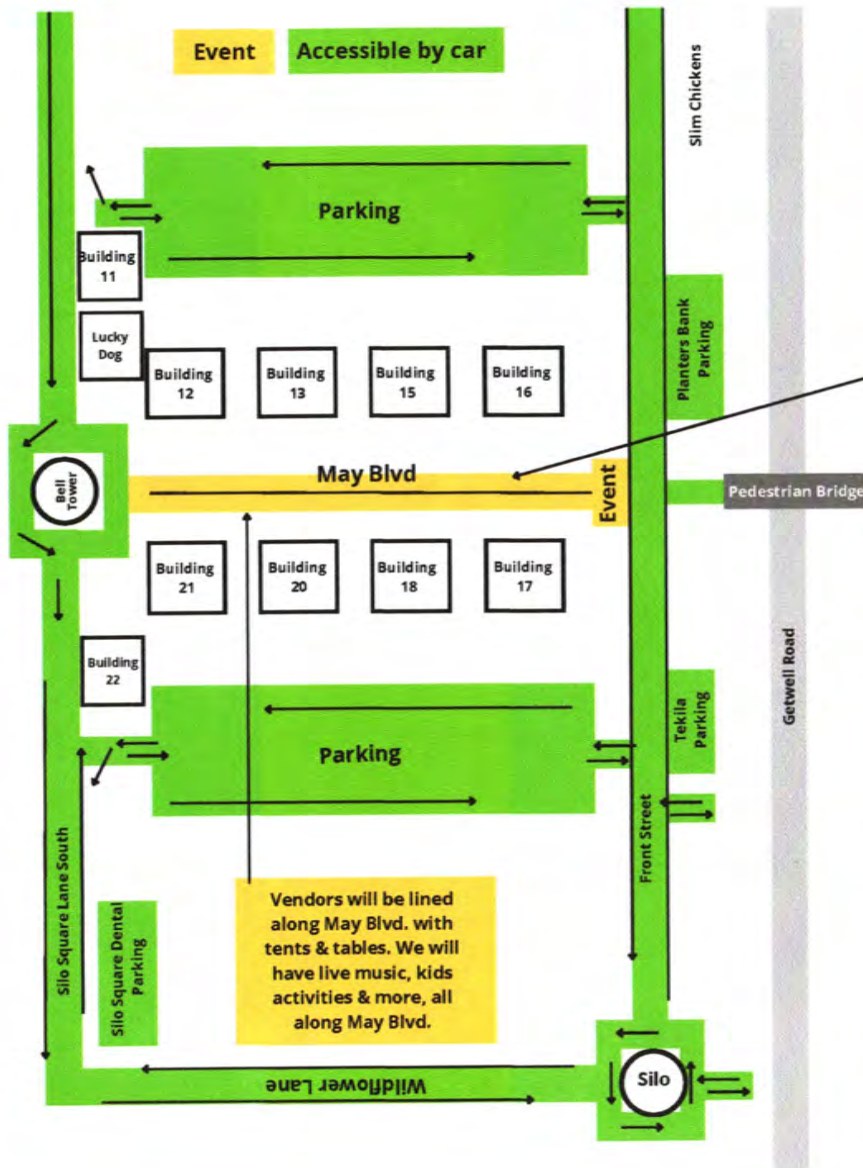 Event
Accessible by car
Slim Chickens
Parking
Building
11
Lucky
Dog
Building
12
Building
13
Building
15
Building
16
Planters Bank
Parking
Bell
Tower
May Blvd
Event
Pedestrian Bridge
Building
21
Building
20
Building
18
Building
17
Building
22
Getwell Road
Parking
Tekila
Parking
Silo Square Lane South
Front Street
Silo Square Dental
Parking
Vendors will be lined
along May Blvd. with
tents & tables. We will
have live music, kids
activities & more, all
along May Blvd.
Wildflower Lane
Silo